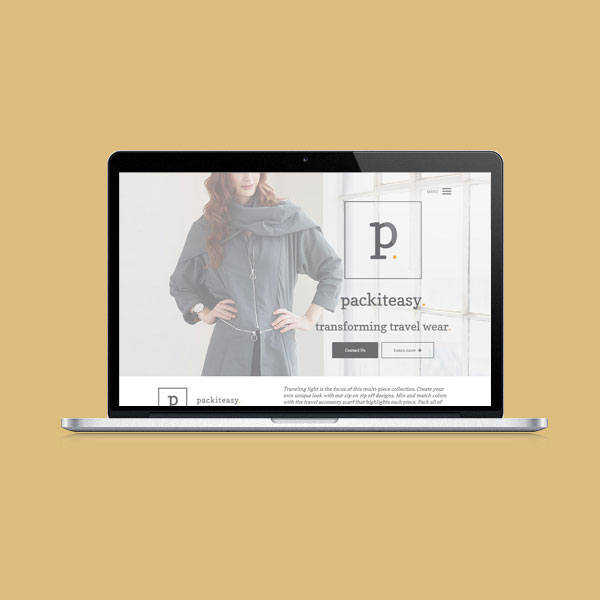 MENU
p.
packiteasy.
transforming travel wear.
Contact Us
Learn more +
p
packiteasy.
Traveling light is the focus of this multi-piece collection. Create your
own unique look with our zip on zip off designs. Mix and match colors
with the travel accessory scarf that highlights each piece. Pack all of